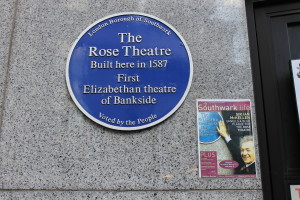 London Borough of Southwark
The
Rose Theatre
Built here in 1587
First
Elizabethan theatre
of Bankside
Voted by the People
Southwark life